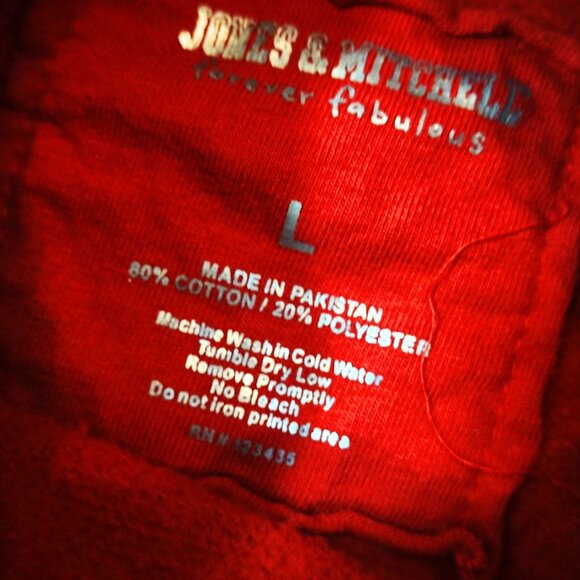 JONES & MITCHELL
forever fabulous
L
MADE IN PAKISTAN
80% COTTON / 20% POLYESTER
Machine Wash in Cold Water
Tumble Dry Low
Remove Promptly
No Bleach
Do not iron printed area
RN # 123435